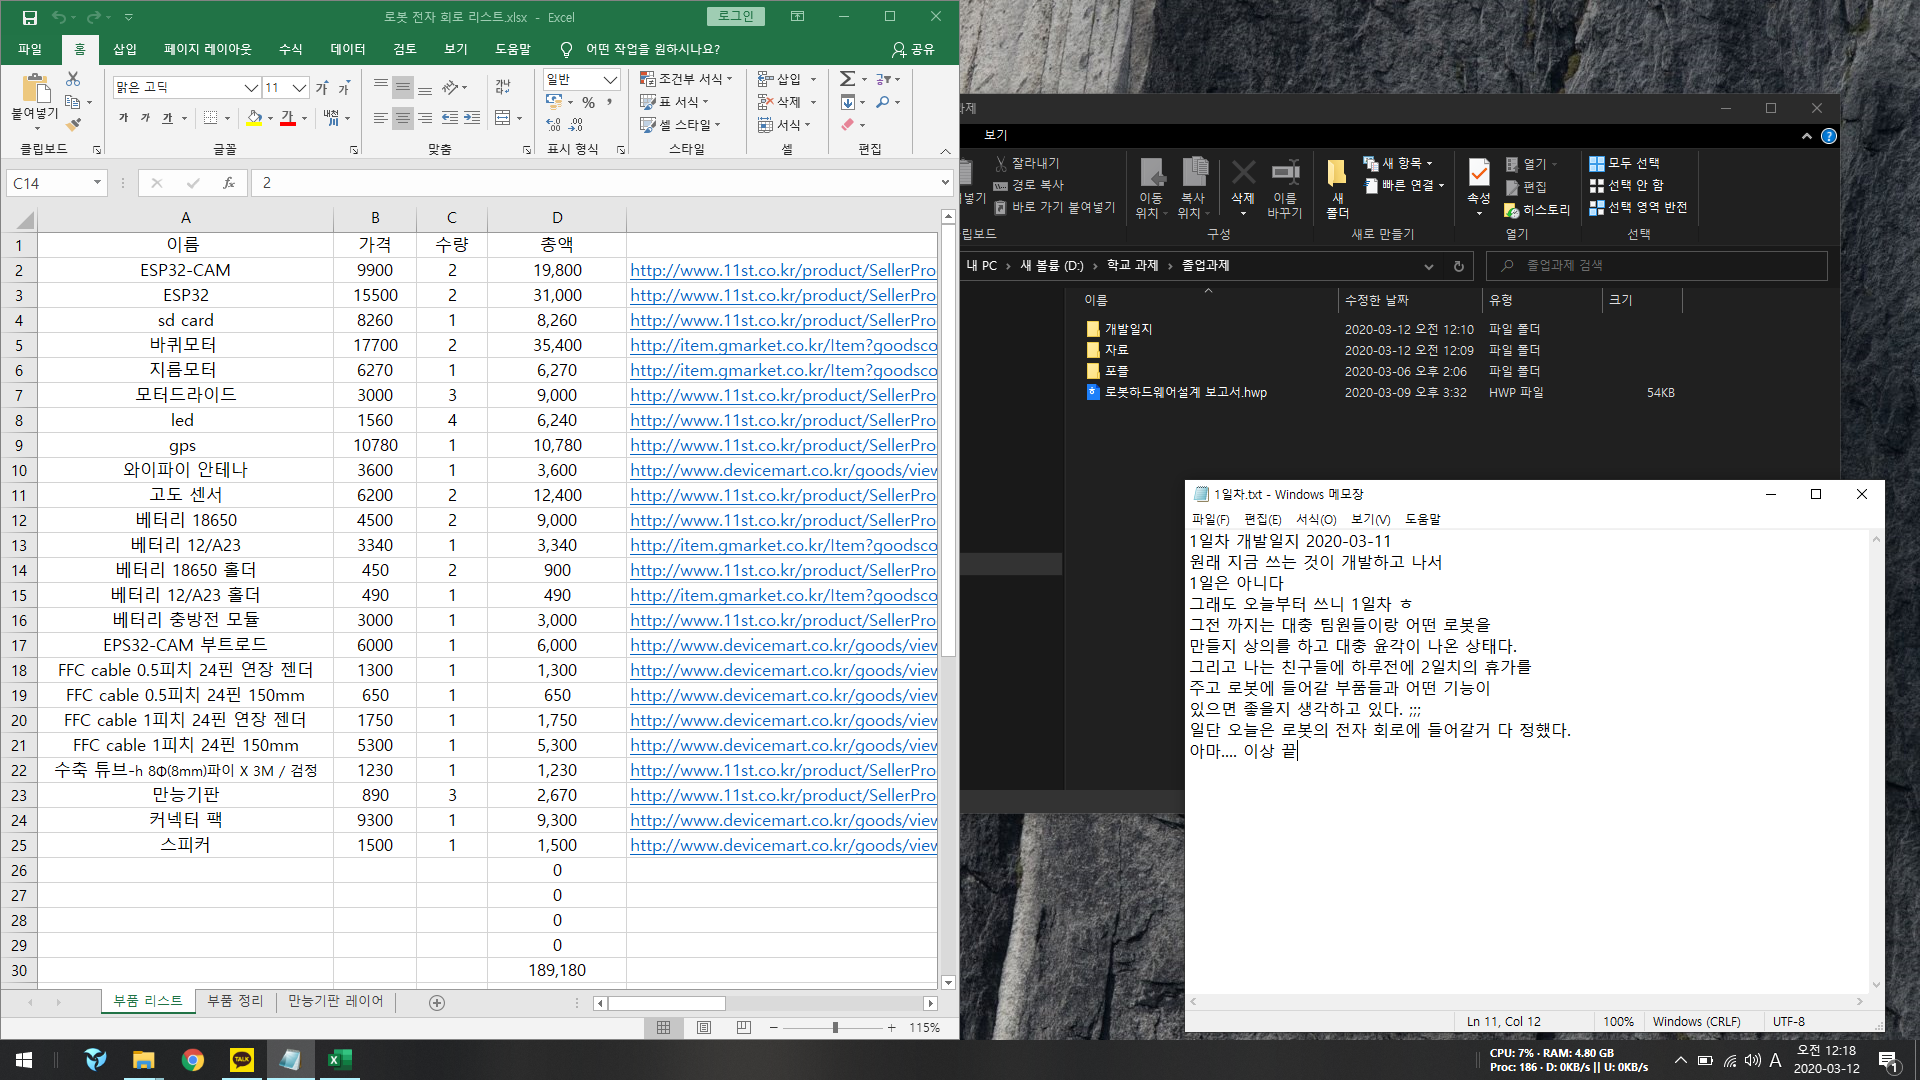 로봇 전자 회로 리스트.xlsx - Excel
로그인
파일 홈 삽입 페이지 레이아웃 수식 데이터 검토 보기 도움말 어떤 작업을 원하시나요? 공유
붙여넣기
맑은 고딕 11
가 가 가 가 가
내천
일반
조건부 서식
표 서식
셀 스타일
삽입
삭제
서식
클립보드 글꼴 맞춤 표시 형식 스타일 셀 편집
C14 fx 2
A B C D
1 이름 가격 수량 총액
2 ESP32-CAM 9900 2 19,800 http://www.11st.co.kr/product/SellerPro
3 ESP32 15500 2 31,000 http://www.11st.co.kr/product/SellerPro
4 sd card 8260 1 8,260 http://www.11st.co.kr/product/SellerPro
5 바퀴모터 17700 2 35,400 http://item.gmarket.co.kr/Item?goodsco
6 지름모터 6270 1 6,270 http://item.gmarket.co.kr/Item?goodsco
7 모터드라이드 3000 3 9,000 http://www.11st.co.kr/product/SellerPro
8 led 1560 4 6,240 http://www.11st.co.kr/product/SellerPro
9 gps 10780 1 10,780 http://www.11st.co.kr/product/SellerPro
10 와이파이 안테나 3600 1 3,600 http://www.devicemart.co.kr/goods/view
11 고도 센서 6200 2 12,400 http://www.11st.co.kr/product/SellerPro
12 베터리 18650 4500 2 9,000 http://www.11st.co.kr/product/SellerPro
13 베터리 12/A23 3340 1 3,340 http://item.gmarket.co.kr/Item?goodsco
14 베터리 18650 홀더 450 2 900 http://www.11st.co.kr/product/SellerPro
15 베터리 12/A23 홀더 490 1 490 http://item.gmarket.co.kr/Item?goodsco
16 베터리 충방전 모듈 3000 1 3,000 http://www.11st.co.kr/product/SellerPro
17 EPS32-CAM 부트로드 6000 1 6,000 http://www.devicemart.co.kr/goods/view
18 FFC cable 0.5피치 24핀 연장 젠더 1300 1 1,300 http://www.devicemart.co.kr/goods/view
19 FFC cable 0.5피치 24핀 150mm 650 1 650 http://www.devicemart.co.kr/goods/view
20 FFC cable 1피치 24핀 연장 젠더 1750 1 1,750 http://www.devicemart.co.kr/goods/view
21 FFC cable 1피치 24핀 150mm 5300 1 5,300 http://www.devicemart.co.kr/goods/view
22 수축 튜브-h 8Φ(8mm)파이 X 3M / 검정 1230 1 1,230 http://www.11st.co.kr/product/SellerPro
23 만능기판 890 3 2,670 http://www.11st.co.kr/product/SellerPro
24 커넥터 팩 9300 1 9,300 http://www.devicemart.co.kr/goods/view
25 스피커 1500 1 1,500 http://www.devicemart.co.kr/goods/view
26 0
27 0
28 0
29 0
30 189,180
부품 리스트 부품 정리 만능기판 레이어
115%
과제
보기
여넣기
잘라내기
경로 복사
바로 가기 붙여넣기
이동 위치
복사 위치
삭제
이름 바꾸기
새 폴더
새 항목
빠른 연결
속성
열기
편집
히스토리
모두 선택
선택 안 함
선택 영역 반전
립보드 구성 새로 만들기 열기 선택
내 PC › 새 볼륨 (D:) › 학교 과제 › 졸업과제
졸업과제 검색
이름 수정한 날짜 유형 크기
개발일지 2020-03-12 오전 12:10 파일 폴더
자료 2020-03-12 오전 12:09 파일 폴더
포플 2020-03-06 오후 2:06 파일 폴더
로봇하드웨어설계 보고서.hwp 2020-03-09 오후 3:32 HWP 파일 54KB
1일차.txt - Windows 메모장
파일(F) 편집(E) 서식(O) 보기(V) 도움말
1일차 개발일지 2020-03-11
원래 지금 쓰는 것이 개발하고 나서
1일은 아니다
그래도 오늘부터 쓰니 1일차 ㅎ
그전 까지는 대충 팀원들이랑 어떤 로봇을
만들지 상의를 하고 대충 윤각이 나온 상태다.
그리고 나는 친구들에 하루전에 2일치의 휴가를
주고 로봇에 들어갈 부품들과 어떤 기능이
있으면 좋을지 생각하고 있다. ;;;
일단 오늘은 로봇의 전자 회로에 들어갈거 다 정했다.
아마.... 이상 끝
Ln 11, Col 12 100% Windows (CRLF) UTF-8
TALK
CPU: 7% · RAM: 4.80 GB
Proc: 186 · D: 0KB/s || U: 0KB/s
A
오전 12:18
2020-03-12
1